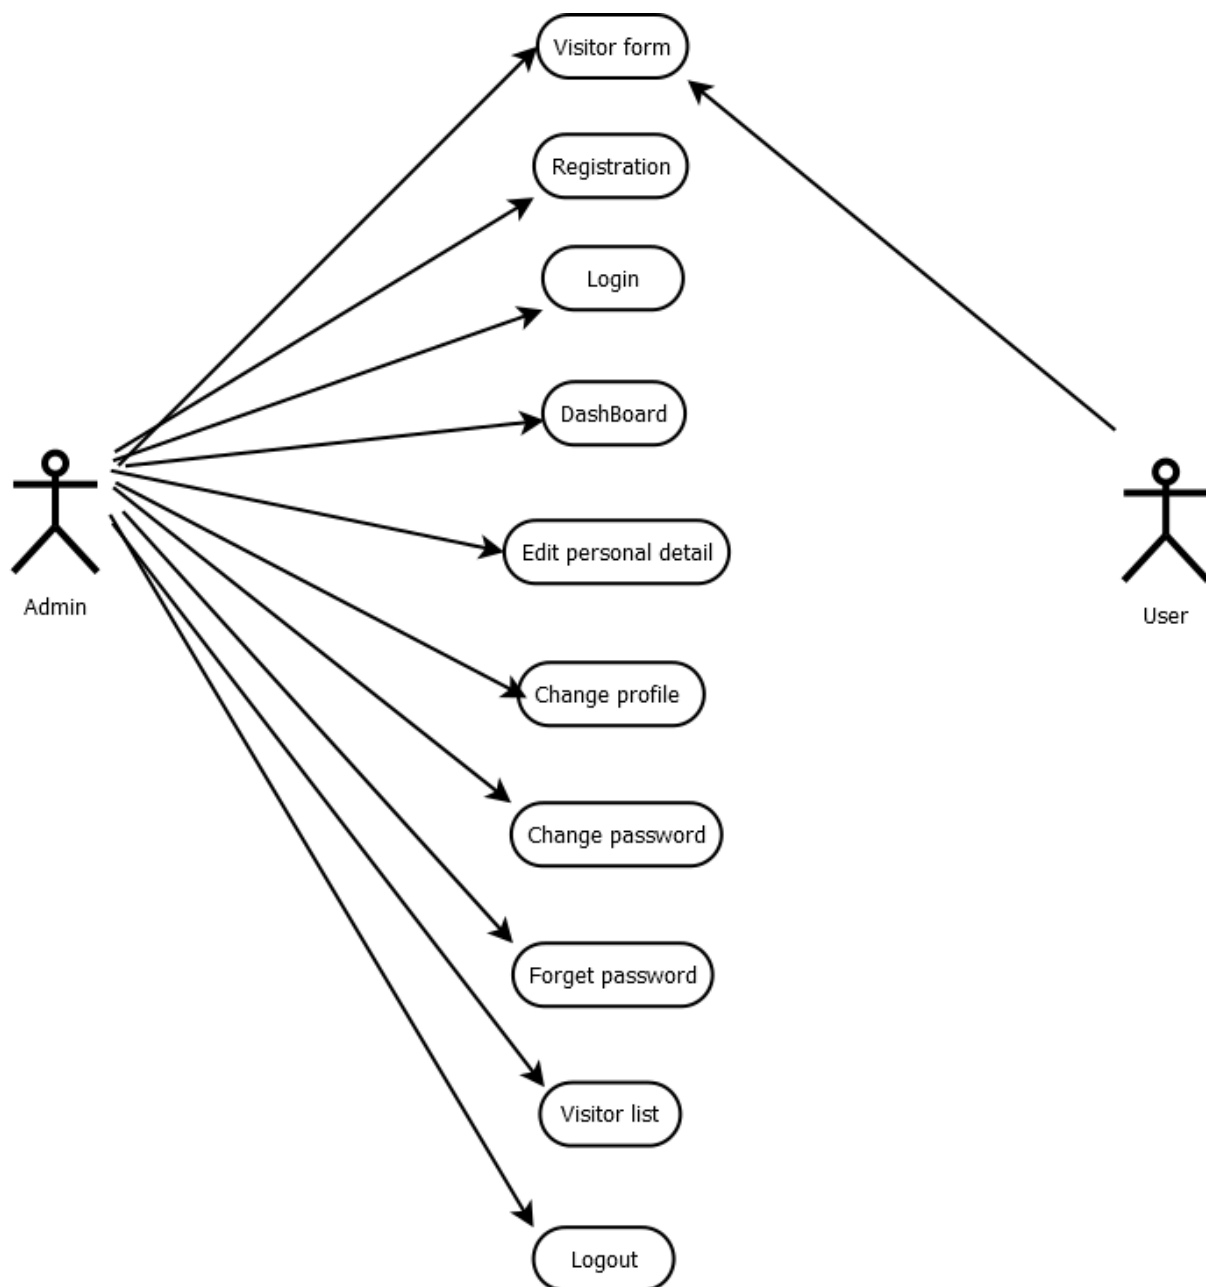 Visitor form
Registration
Login
DashBoard
Edit personal detail
Admin
User
Change profile
Change password
Forget password
Visitor list
Logout